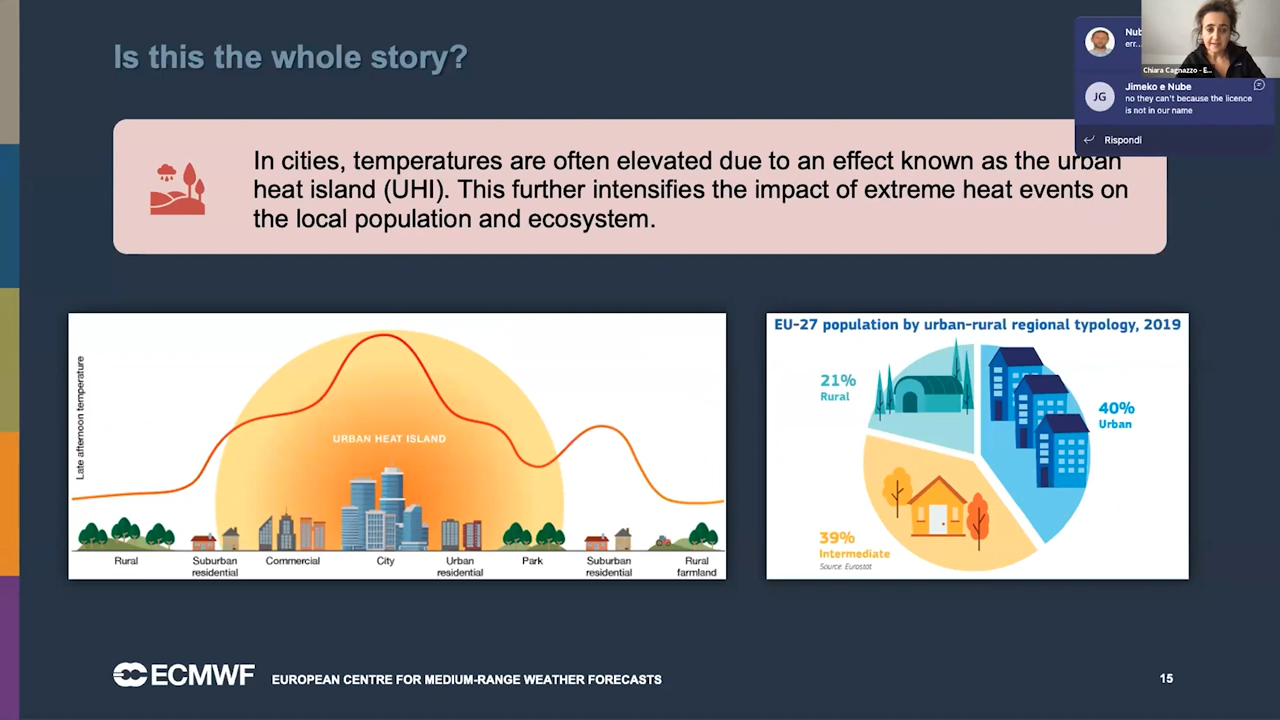 Is this the whole story?
Nub
err...
Chiara Cagnazzo - E...
JG
Jimeko e Nube
no they can't because the licence
is not in our name
Rispondi
In cities, temperatures are often elevated due to an effect known as the urban
heat island (UHI). This further intensifies the impact of extreme heat events on
the local population and ecosystem.
Late afternoon temperature
URBAN HEAT ISLAND
Rural
Suburban
residential
Commercial
City
Urban
residential
Park
Suburban
residential
Rural
farmland
EU-27 population by urban-rural regional typology, 2019
21%
Rural
40%
Urban
39%
Intermediate
Source: Eurostat
ECMWF
EUROPEAN CENTRE FOR MEDIUM-RANGE WEATHER FORECASTS
15